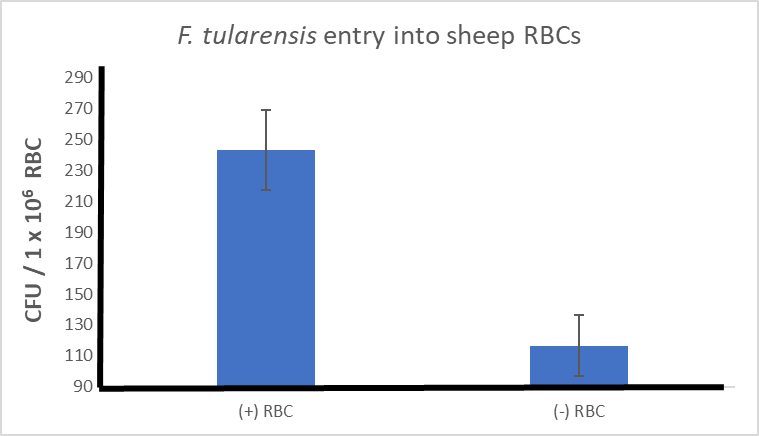 F. tularensis entry into sheep RBCs
CFU / 1 x 10⁶ RBC
290
270
250
230
210
190
170
150
130
110
90
(+) RBC
(-) RBC